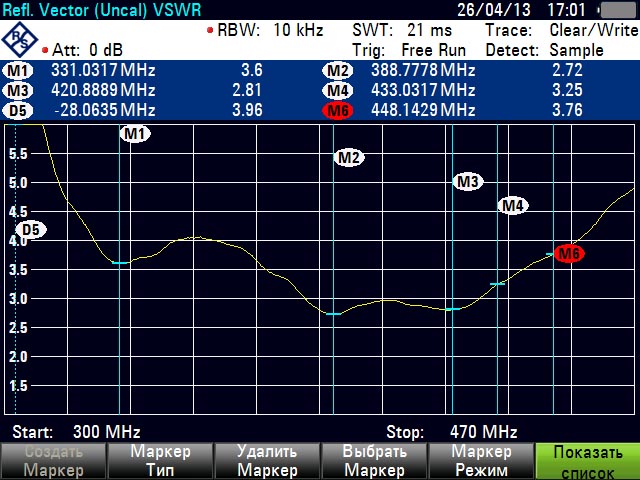 Refl. Vector (Uncal) VSWR 26/04/13 17:01
RBW: 10 kHz SWT: 21 ms Trace: Clear/Write
Att: 0 dB Trig: Free Run Detect: Sample
M1 331.0317 MHz 3.6 M2 388.7778 MHz 2.72
M3 420.8889 MHz 2.81 M4 433.0317 MHz 3.25
D5 -28.0635 MHz 3.96 M6 448.1429 MHz 3.76
M1
5.5
M2
5.0
M3
4.5
M4
D5
4.0
M6
3.5
3.0
2.5
2.0
1.5
Start: 300 MHz Stop: 470 MHz
Создать Маркер Удалить Выбрать Маркер Показать
Маркер Тип Маркер Маркер Режим список